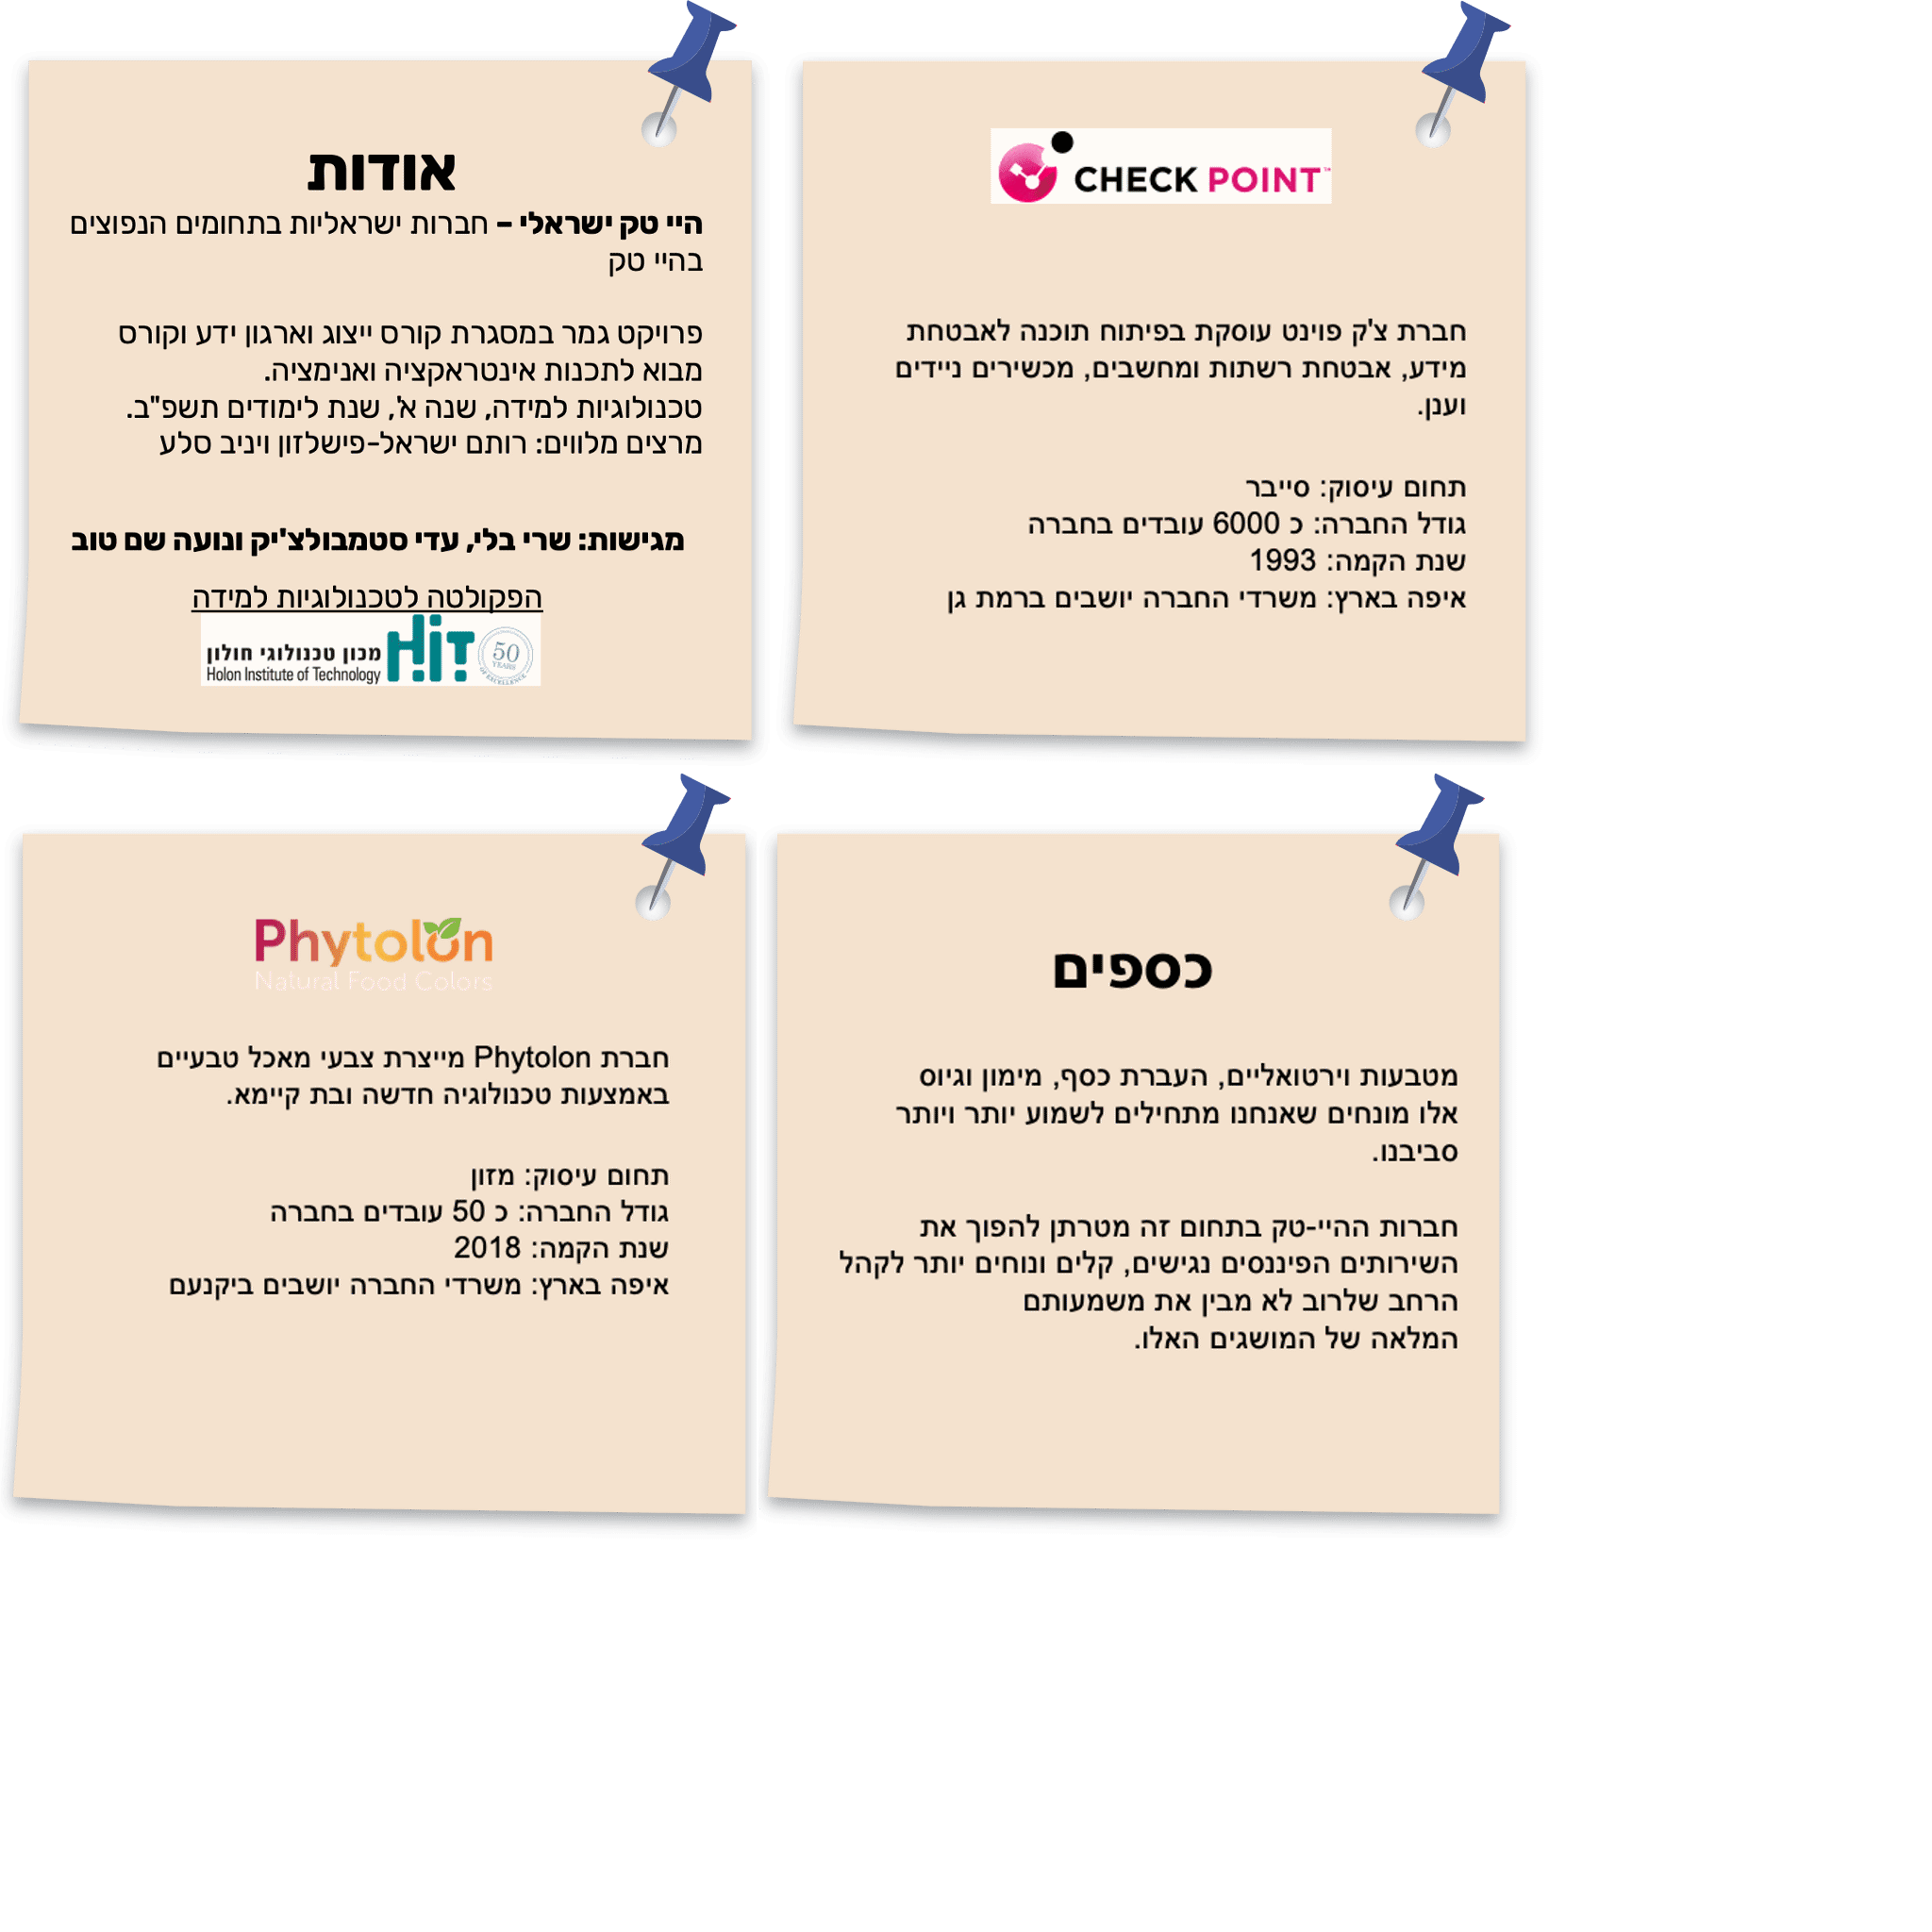 אודות
היי טק ישראלי – חברות ישראליות בתחומים הנפוצים
בהיי טק
פרויקט גמר במסגרת קורס ייצוג וארגון ידע וקורס
מבוא לתכנות אינטראקציה ואנימציה.
טכנולוגיות למידה, שנה א', שנת לימודים תשפ"ב.
מרצים מלווים: רותם ישראל-פישלזון ויניב סלע
מגישות: שרי בלי, עדי סטמבולצ'יק ונועה שם טוב
הפקולטה לטכנולוגיות למידה
מכון טכנולוגי חולון
Holon Institute of Technology
HiT
50
YEARS
OF EXCELLENCE
CHECK POINT™
חברת צ'ק פוינט עוסקת בפיתוח תוכנה לאבטחת
מידע, אבטחת רשתות ומחשבים, מכשירים ניידים
וענן.
תחום עיסוק: סייבר
גודל החברה: כ 6000 עובדים בחברה
שנת הקמה: 1993
איפה בארץ: משרדי החברה יושבים ברמת גן
Phytolon
Natural Food Colors
חברת Phytolon מייצרת צבעי מאכל טבעיים
באמצעות טכנולוגיה חדשה ובת קיימא.
תחום עיסוק: מזון
גודל החברה: כ 50 עובדים בחברה
שנת הקמה: 2018
איפה בארץ: משרדי החברה יושבים ביקנעם
כספים
מטבעות וירטואליים, העברת כסף, מימון וגיוס
אלו מונחים שאנחנו מתחילים לשמוע יותר ויותר
סביבנו.
חברות ההיי-טק בתחום זה מטרתן להפוך את
השירותים הפיננסים נגישים, קלים ונוחים יותר לקהל
הרחב שלרוב לא מבין את משמעותם
המלאה של המושגים האלו.